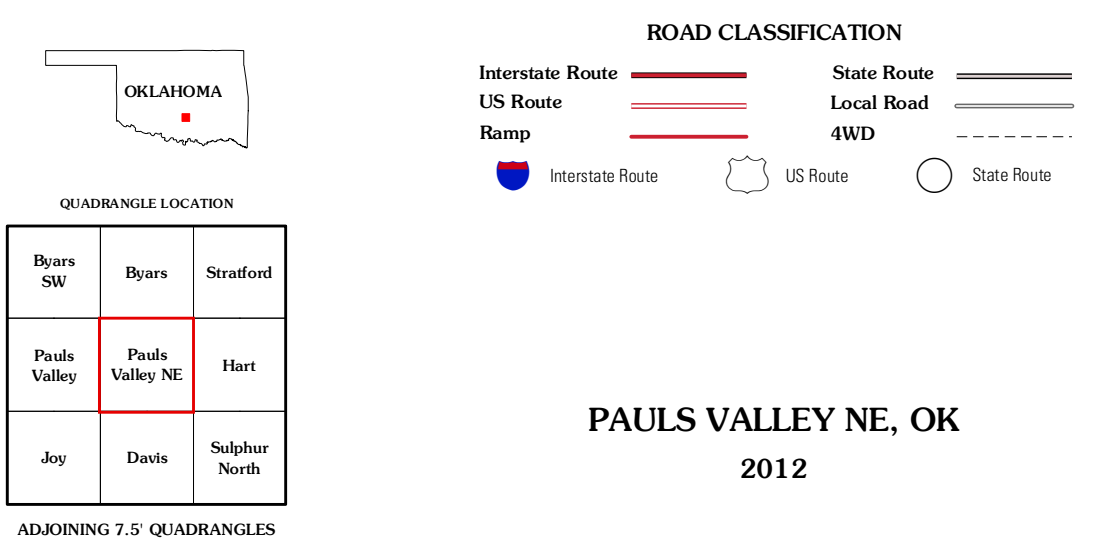 OKLAHOMA
QUADRANGLE LOCATION
Byars
SW
Byars
Stratford
Pauls
Valley
Pauls
Valley NE
Hart
Joy
Davis
Sulphur
North
ADJOINING 7.5' QUADRANGLES
ROAD CLASSIFICATION
Interstate Route
State Route
US Route
Local Road
Ramp
4WD
Interstate Route
US Route
State Route
PAULS VALLEY NE, OK
2012